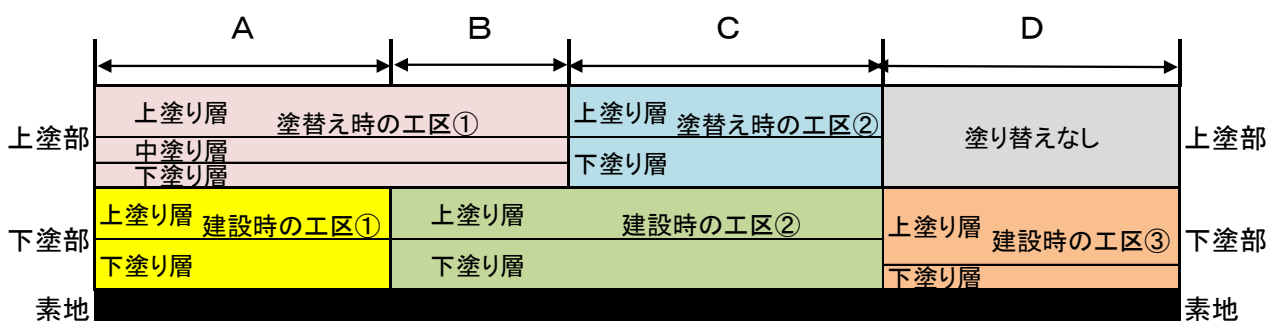 A B C D
上塗り層 塗替え時の工区①
中塗り層
下塗り層
上塗り層 塗替え時の工区②
下塗り層
塗り替えなし
上塗部
上塗部
上塗り層 建設時の工区①
下塗り層
上塗り層 建設時の工区②
下塗り層
上塗り層 建設時の工区③
下塗り層
下塗部
下塗部
素地
素地